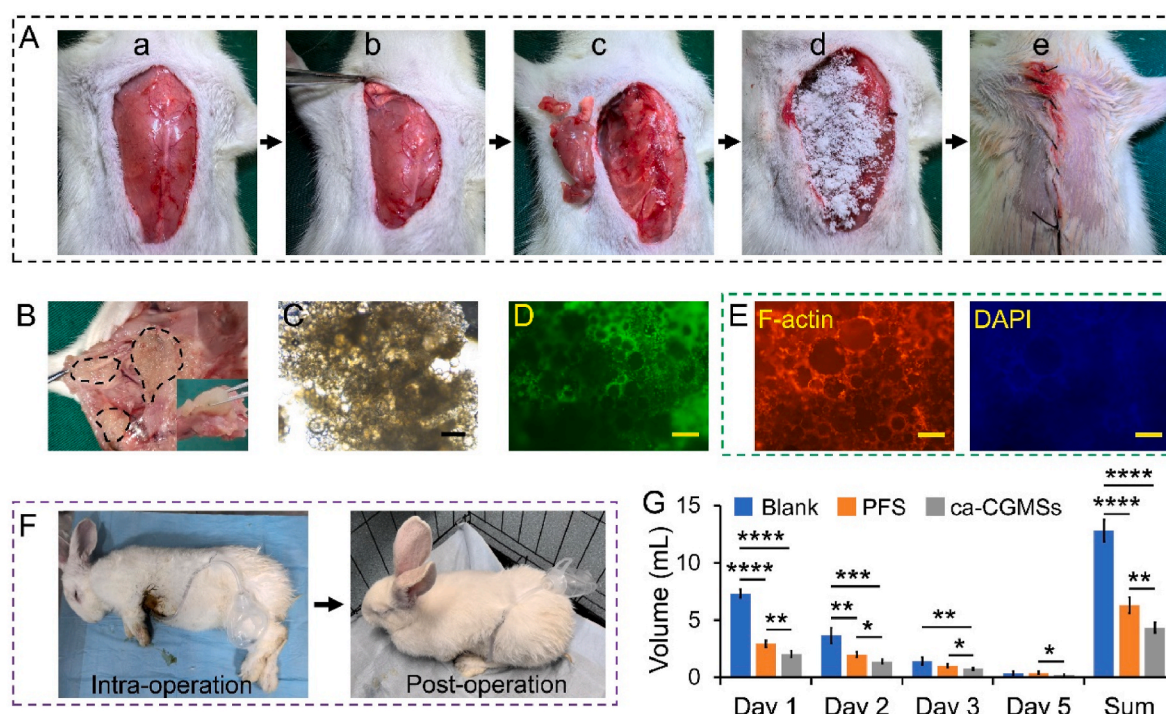 A
a
b
c
d
e
B
C
D
E
F-actin
DAPI
F
Intra-operation
Post-operation
G
Volume (mL)
15
10
5
0
Blank
PFS
ca-CGMSs
****
****
**
***
**
*
**
*
*
****
****
**
Day 1
Day 2
Day 3
Day 5
Sum